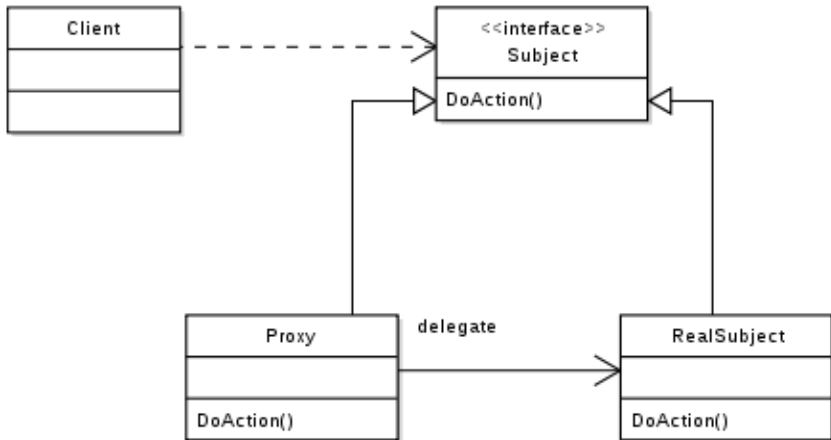 Client
<<interface>>
Subject
DoAction()
delegate
Proxy
DoAction()
RealSubject
DoAction()